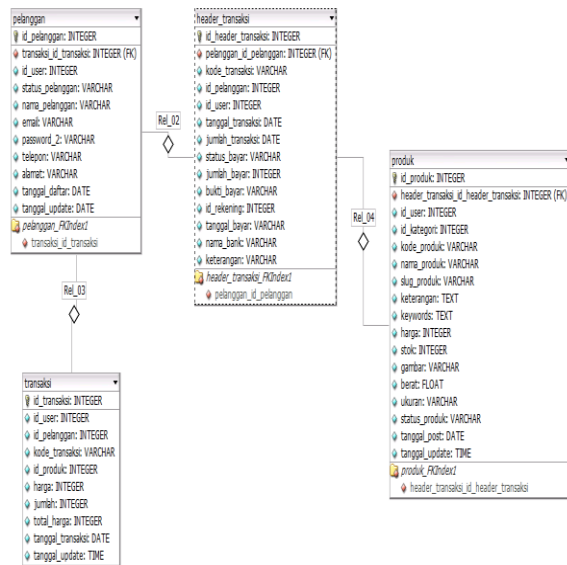 pelanggan
id_pelanggan: INTEGER
transaksi_id_transaksi: INTEGER (FK)
id_user: INTEGER
status_pelanggan: VARCHAR
nama_pelanggan: VARCHAR
email: VARCHAR
password_2: VARCHAR
telepon: VARCHAR
alamat: VARCHAR
tanggal_daftar: DATE
tanggal_update: DATE
pelanggan_FKIndex1
transaksi_id_transaksi
Rel_02
header_transaksi
id_header_transaksi: INTEGER
pelanggan_id_pelanggan: INTEGER (FK)
kode_transaksi: VARCHAR
id_pelanggan: INTEGER
id_user: INTEGER
tanggal_transaksi: DATE
jumlah_transaksi: DATE
status_bayar: VARCHAR
jumlah_bayar: INTEGER
bukti_bayar: VARCHAR
id_rekening: VARCHAR
tanggal_bayar: VARCHAR
nama_bank: VARCHAR
keterangan: VARCHAR
header_transaksi_FKIndex1
pelanggan_id_pelanggan
Rel_04
produk
id_produk: INTEGER
header_transaksi_id_header_transaksi: INTEGER (FK)
id_user: INTEGER
id_kategori: INTEGER
kode_produk: VARCHAR
nama_produk: VARCHAR
slug_produk: VARCHAR
keterangan: TEXT
keywords: TEXT
harga: INTEGER
stok: INTEGER
gambar: VARCHAR
berat: FLOAT
ukuran: VARCHAR
status_produk: VARCHAR
tanggal_post: DATE
tanggal_update: TIME
produk_FKIndex1
header_transaksi_id_header_transaksi
Rel_03
transaksi
id_transaksi: INTEGER
id_user: INTEGER
id_pelanggan: INTEGER
kode_transaksi: VARCHAR
id_produk: INTEGER
harga: INTEGER
jumlah: INTEGER
total_harga: INTEGER
tanggal_transaksi: DATE
tanggal_update: TIME